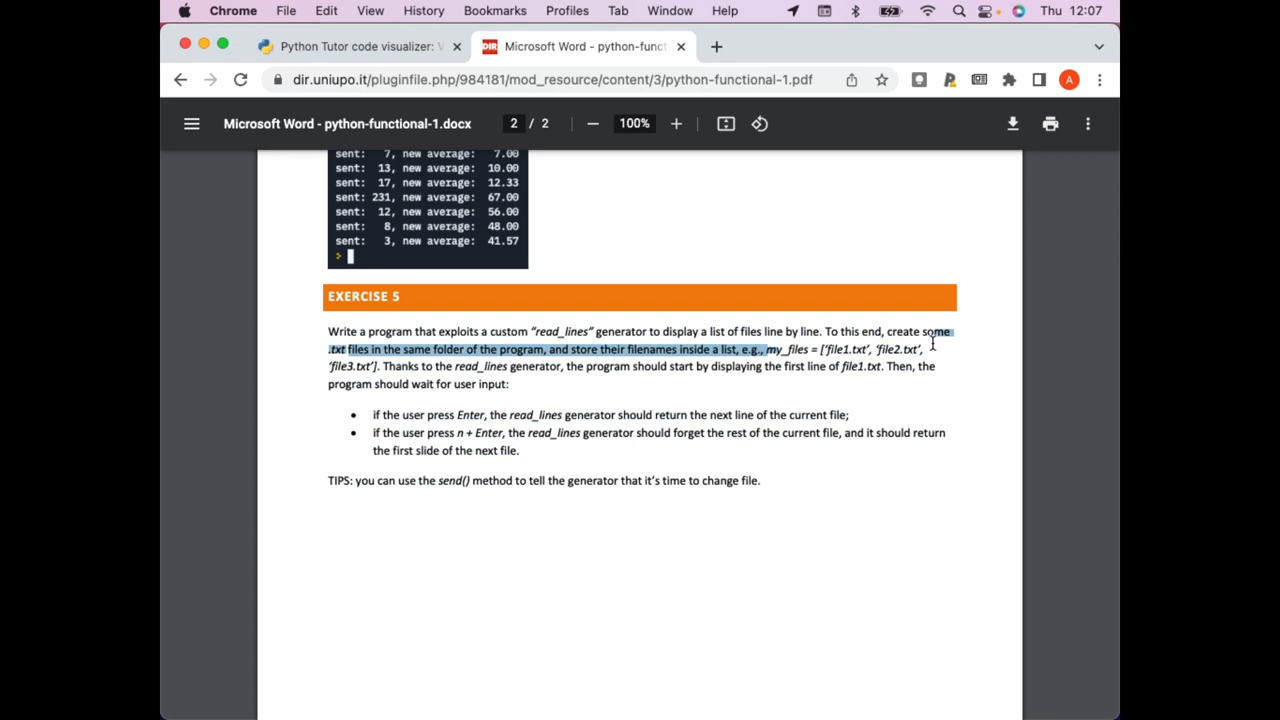 Chrome File Edit View History Bookmarks Profiles Tab Window Help Thu 12:07
Python Tutor code visualizer: V
DIR Microsoft Word - python-funct
dir.uniupo.it/pluginfile.php/984181/mod_resource/content/3/python-functional-1.pdf A
Microsoft Word - python-functional-1.docx 2 / 2 100%
sent: 7, new average: 7.00
sent: 13, new average: 10.00
sent: 17, new average: 12.33
sent: 231, new average: 67.00
sent: 12, new average: 56.00
sent: 8, new average: 48.00
sent: 3, new average: 41.57
>
EXERCISE 5
Write a program that exploits a custom “read_lines” generator to display a list of files line by line. To this end, create some
.txt files in the same folder of the program, and store their filenames inside a list, e.g., my_files = [‘file1.txt’, ‘file2.txt’,
‘file3.txt’]. Thanks to the read_lines generator, the program should start by displaying the first line of file1.txt. Then, the
program should wait for user input:
• if the user press Enter, the read_lines generator should return the next line of the current file;
• if the user press n + Enter, the read_lines generator should forget the rest of the current file, and it should return
the first slide of the next file.
TIPS: you can use the send() method to tell the generator that it’s time to change file.